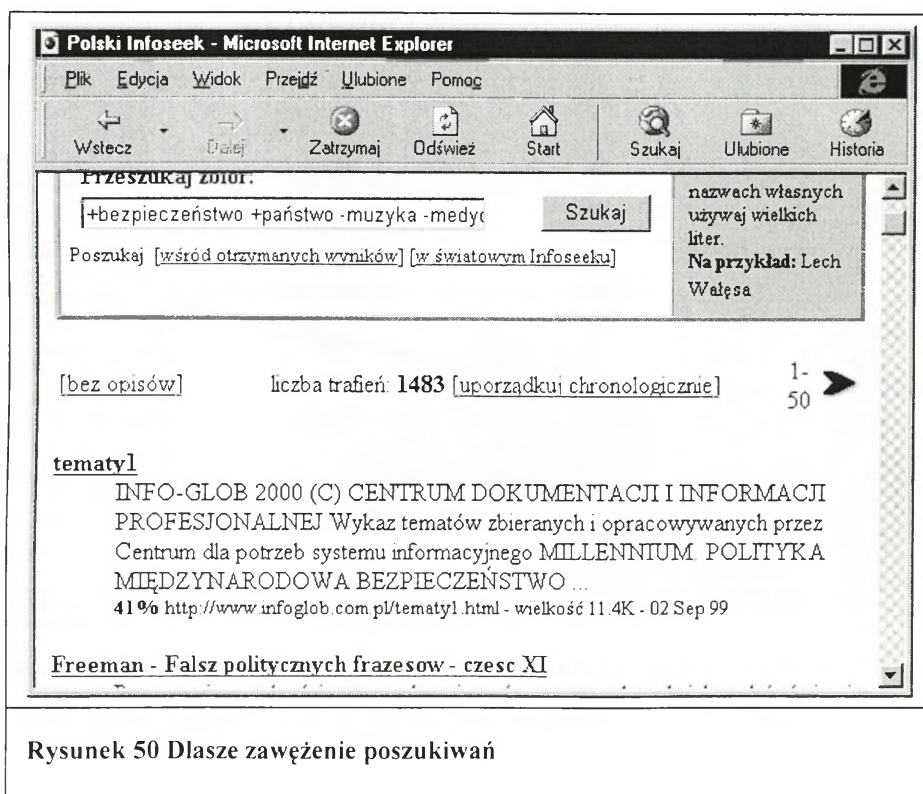 Polski Infoseek - Microsoft Internet Explorer
Plik Edycja Widok Przejdź Ulubione Pomoc
Wstecz Dalej Zatrzymaj Odśwież Start Szukaj Ulubione Historia
Przeszukaj zbiór:
+bezpieczeństwo +państwo -muzyka -medyc
Szukaj
Poszukaj [wśród otrzymanych wyników] [w światowym Infoseeku]
nazwach własnych
używaj wielkich
liter.
Na przykład: Lech
Wałęsa
[bez opisów] liczba trafień: 1483 [uporządkuj chronologicznie] 1-
50
tematy1
INFO-GLOB 2000 (C) CENTRUM DOKUMENTACJI I INFORMACJI
PROFESJONALNEJ Wykaz tematów zbieranych i opracowywanych przez
Centrum dla potrzeb systemu informacyjnego MILLENNIUM. POLITYKA
MIĘDZYNARODOWA BEZPIECZEŃSTWO ...
41% http://www.infoglob.com.pl/tematy1.html - wielkość 11.4K - 02 Sep 99
Freeman - Falsz politycznych frazesow - czesc XI
Rysunek 50 Dlasze zawężenie poszukiwań